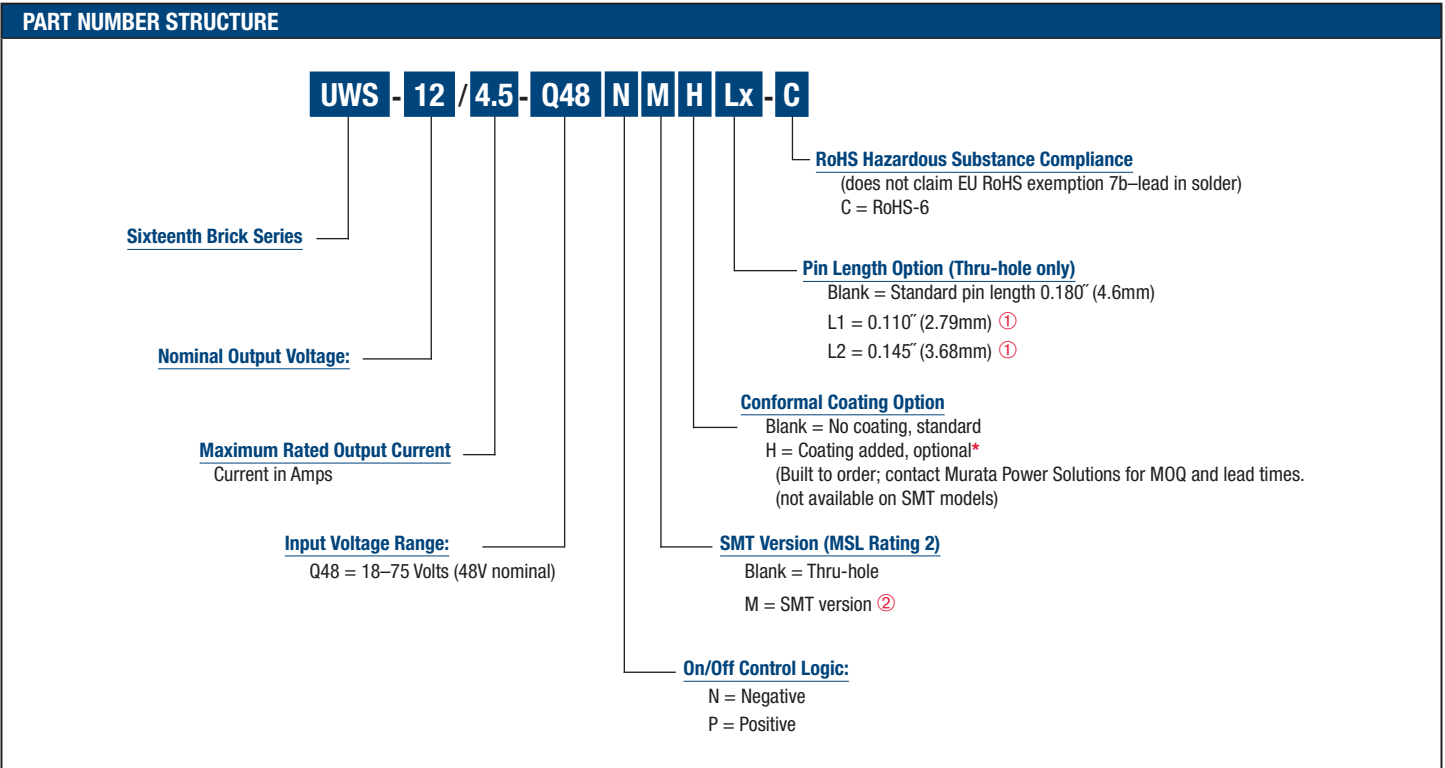 PART NUMBER STRUCTURE
UWS - 12 / 4.5 - Q48 N M H Lx - C
RoHS Hazardous Substance Compliance
(does not claim EU RoHS exemption 7b–lead in solder)
C = RoHS-6
Sixteenth Brick Series
Pin Length Option (Thru-hole only)
Blank = Standard pin length 0.180˝ (4.6mm)
L1 = 0.110˝ (2.79mm) ①
L2 = 0.145˝ (3.68mm) ①
Nominal Output Voltage:
Conformal Coating Option
Blank = No coating, standard
H = Coating added, optional*
(Built to order; contact Murata Power Solutions for MOQ and lead times.
(not available on SMT models)
Maximum Rated Output Current
Current in Amps
Input Voltage Range:
Q48 = 18–75 Volts (48V nominal)
SMT Version (MSL Rating 2)
Blank = Thru-hole
M = SMT version ②
On/Off Control Logic:
N = Negative
P = Positive